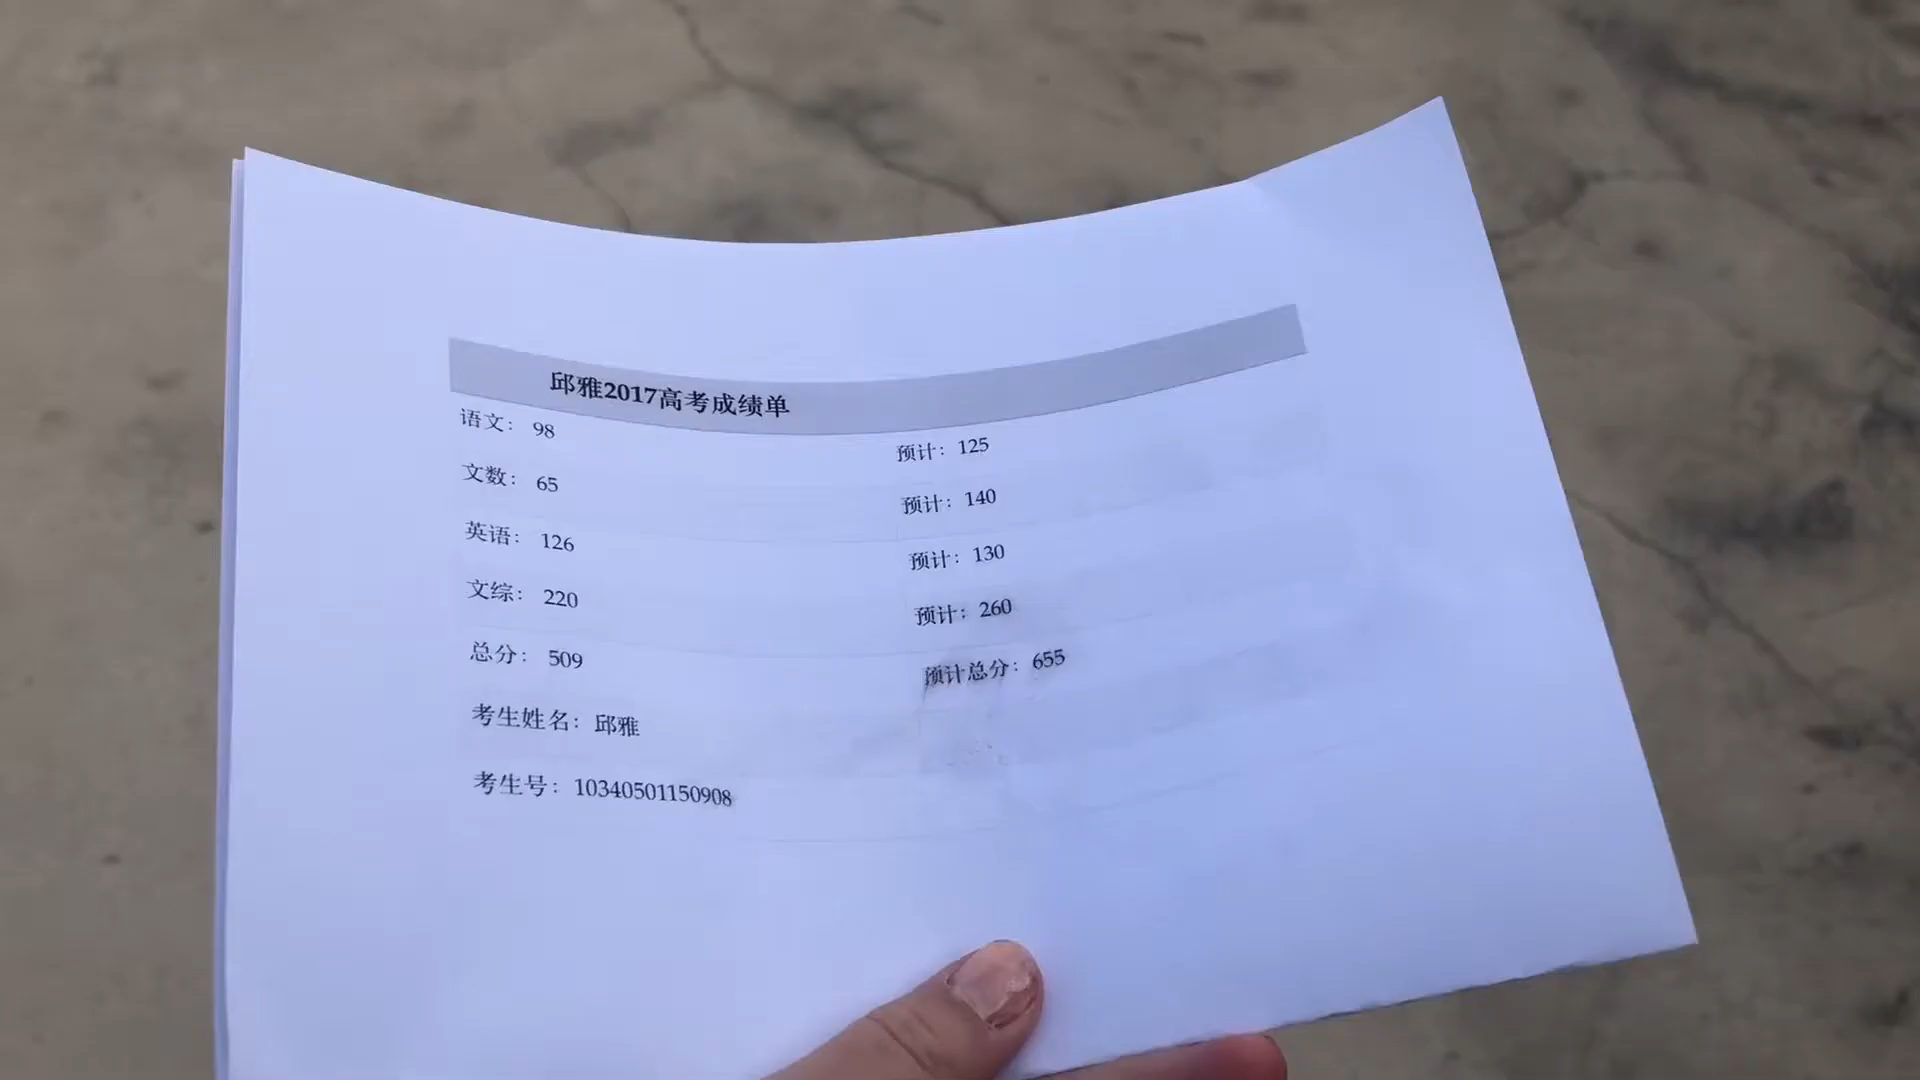 邱雅2017高考成绩单
语文： 98 预计：125
文数： 65 预计：140
英语： 126 预计：130
文综： 220 预计：260
总分： 509 预计总分：655
考生姓名：邱雅
考生号：10340501150908